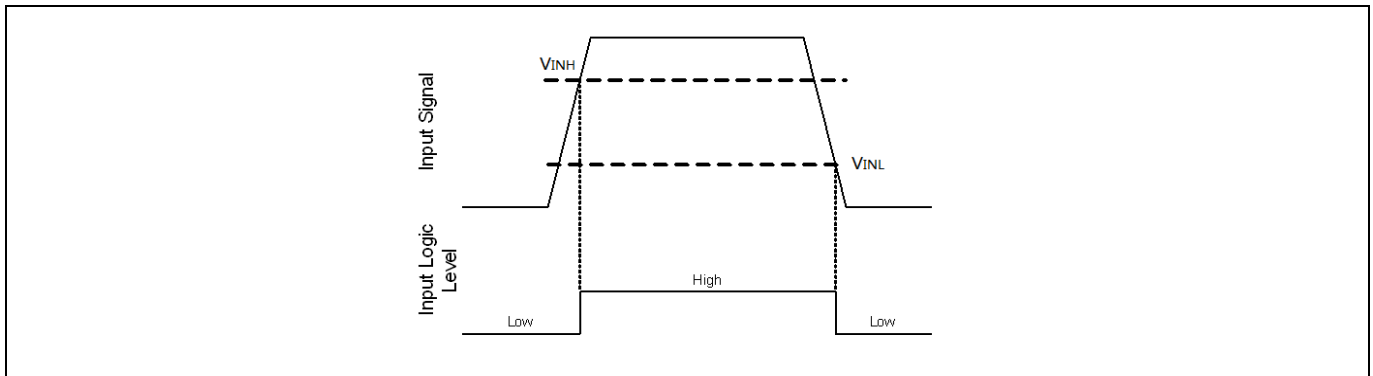 VINH
Input Signal
VINL
Input Logic
Level
High
Low
Low